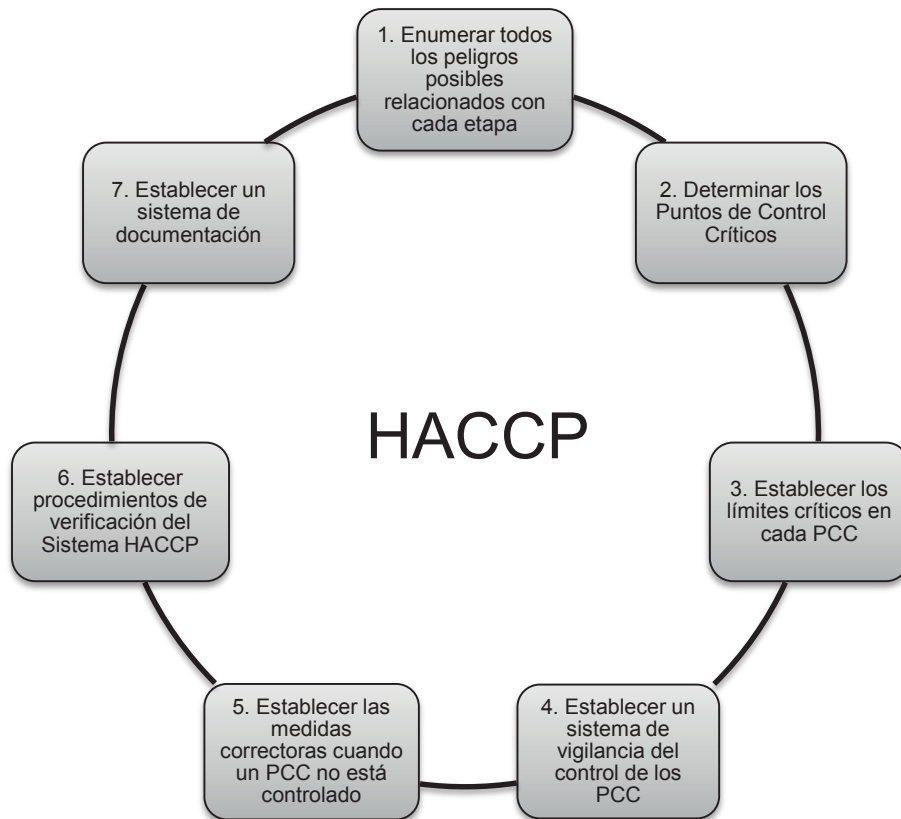 1. Enumerar todos
los peligros
posibles
relacionados con
cada etapa
2. Determinar los
Puntos de Control
Críticos
3. Establecer los
límites críticos en
cada PCC
4. Establecer un
sistema de
vigilancia del
control de los
PCC
5. Establecer las
medidas
correctoras cuando
un PCC no está
controlado
6. Establecer
procedimientos de
verificación del
Sistema HACCP
7. Establecer un
sistema de
documentación
HACCP